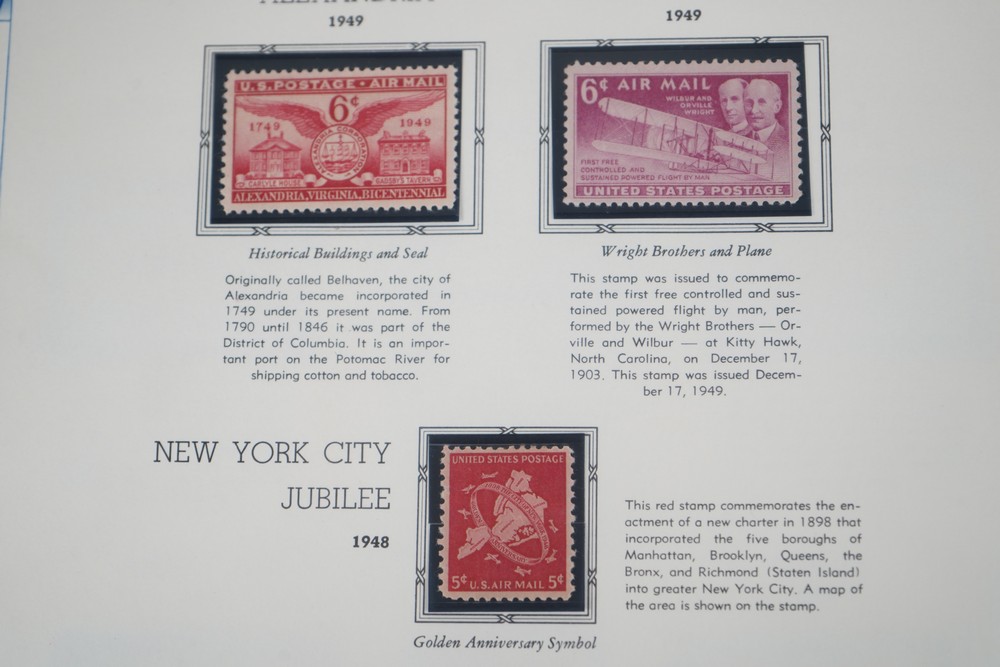 ALEXANDRIA
1949
U.S. POSTAGE · AIR MAIL
6¢
1749
1949
ALEXANDRIA CORPORATION
CARLYLE HOUSE
GADSBY'S TAVERN
ALEXANDRIA, VIRGINIA, BICENTENNIAL
Historical Buildings and Seal
Originally called Belhaven, the city of
Alexandria became incorporated in
1749 under its present name. From
1790 until 1846 it was part of the
District of Columbia. It is an impor-
tant port on the Potomac River for
shipping cotton and tobacco.
1949
6¢ AIR MAIL
WILBUR AND
ORVILLE
WRIGHT
FIRST FREE
CONTROLLED AND
SUSTAINED POWERED FLIGHT BY MAN
UNITED STATES POSTAGE
Wright Brothers and Plane
This stamp was issued to commemo-
rate the first free controlled and sus-
tained powered flight by man, per-
formed by the Wright Brothers — Or-
ville and Wilbur — at Kitty Hawk,
North Carolina, on December 17,
1903. This stamp was issued Decem-
ber 17, 1949.
NEW YORK CITY
JUBILEE
1948
UNITED STATES POSTAGE
5¢ U.S. AIR MAIL 5¢
Golden Anniversary Symbol
This red stamp commemorates the en-
actment of a new charter in 1898 that
incorporated the five boroughs of
Manhattan, Brooklyn, Queens, the
Bronx, and Richmond (Staten Island)
into greater New York City. A map of
the area is shown on the stamp.